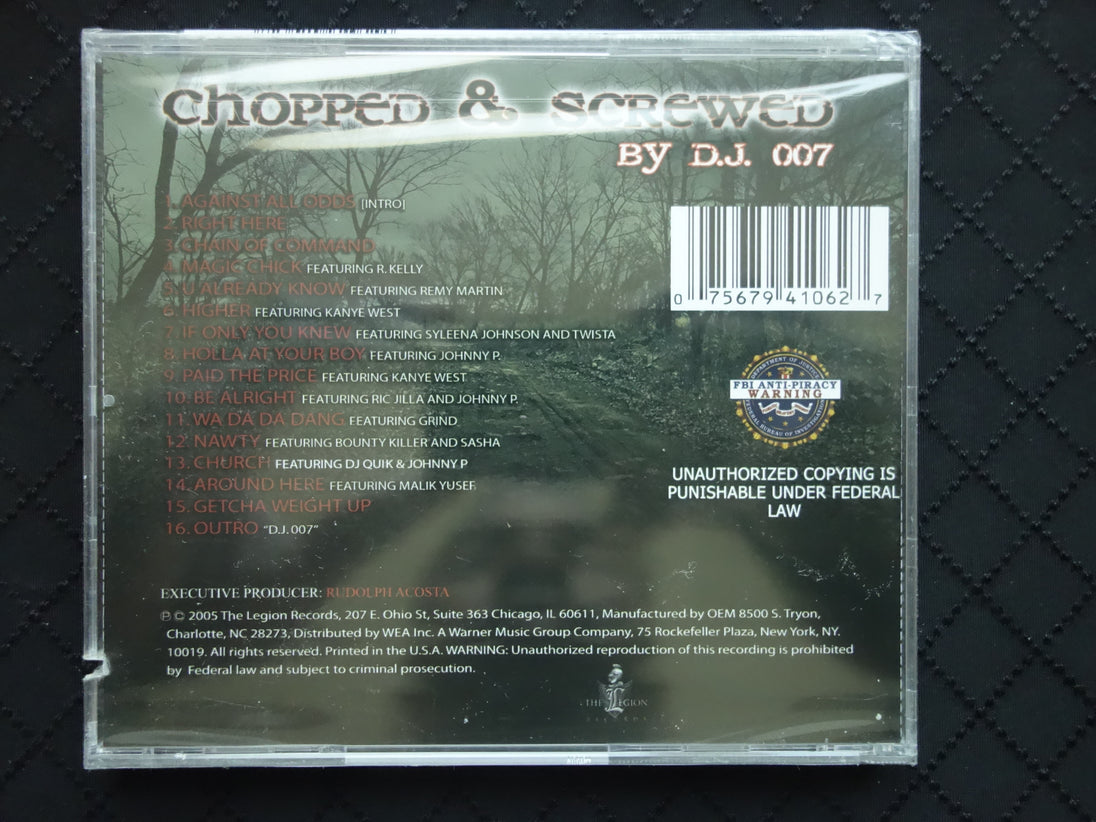 Chopped & Screwed
By D.J. 007
1. AGAINST ALL ODDS [INTRO]
2. RIGHT HERE
3. CHAIN OF COMMAND
4. MAGIC CHICK FEATURING R. KELLY
5. U ALREADY KNOW FEATURING REMY MARTIN
6. HIGHER FEATURING KANYE WEST
7. IF ONLY YOU KNEW FEATURING SYLEENA JOHNSON AND TWISTA
8. HOLLA AT YOUR BOY FEATURING JOHNNY P.
9. PAID THE PRICE FEATURING KANYE WEST
10. BE ALRIGHT FEATURING RIC JILLA AND JOHNNY P.
11. WA DA DA DANG FEATURING GRIND
12. NAWTY FEATURING BOUNTY KILLER AND SASHA
13. CHURCH FEATURING DJ QUIK & JOHNNY P
14. AROUND HERE FEATURING MALIK YUSEF
15. GETCHA WEIGHT UP
16. OUTRO "D.J. 007"
0 75679 41062 7
DEPARTMENT OF JUSTICE
FBI ANTI-PIRACY
WARNING
FEDERAL BUREAU OF INVESTIGATION
UNAUTHORIZED COPYING IS
PUNISHABLE UNDER FEDERAL
LAW
EXECUTIVE PRODUCER: RUDOLPH ACOSTA
℗ © 2005 The Legion Records, 207 E. Ohio St, Suite 363 Chicago, IL 60611, Manufactured by OEM 8500 S. Tryon,
Charlotte, NC 28273, Distributed by WEA Inc. A Warner Music Group Company, 75 Rockefeller Plaza, New York, NY.
10019. All rights reserved. Printed in the U.S.A. WARNING: Unauthorized reproduction of this recording is prohibited
by Federal law and subject to criminal prosecution.
THE LEGION
RECORDS